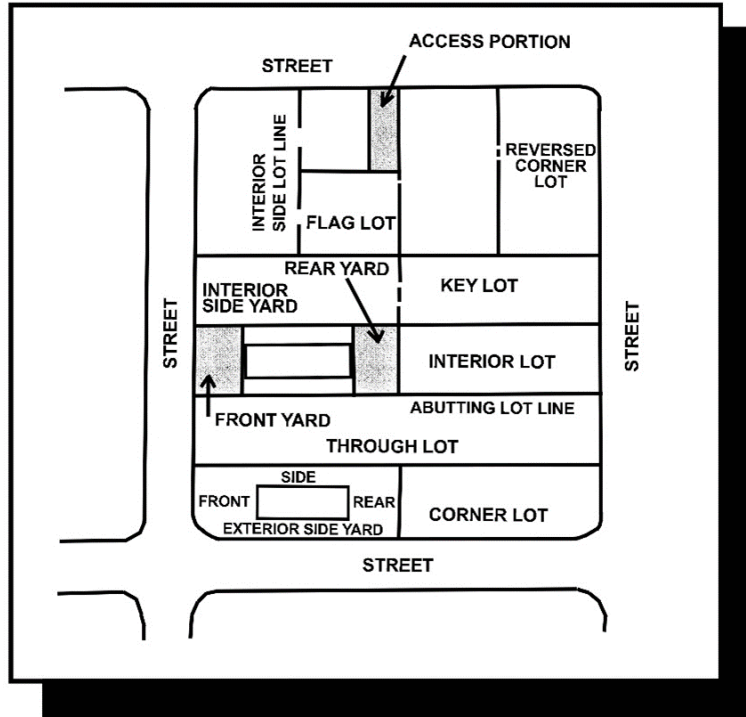 ACCESS PORTION
STREET
INTERIOR
SIDE LOT LINE
REVERSED
CORNER
LOT
FLAG LOT
REAR YARD
INTERIOR
SIDE YARD
KEY LOT
STREET
STREET
INTERIOR LOT
ABUTTING LOT LINE
FRONT YARD
THROUGH LOT
SIDE
FRONT
REAR
EXTERIOR SIDE YARD
CORNER LOT
STREET